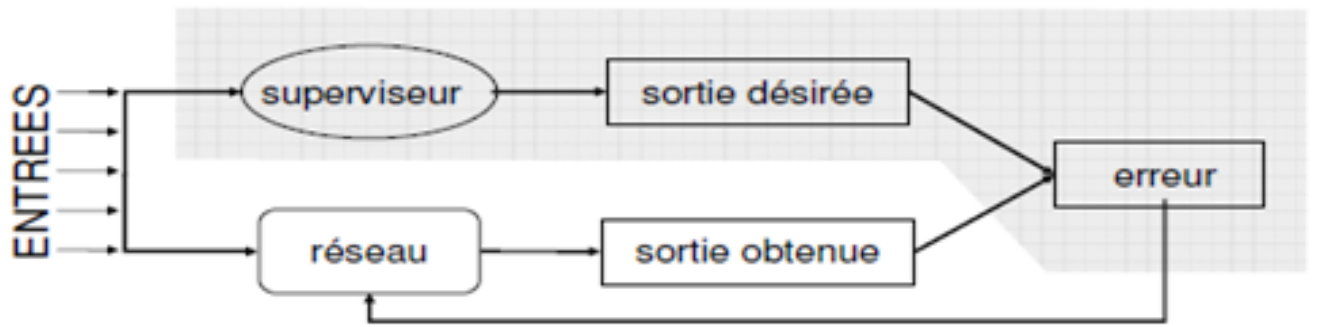 ENTREES
superviseur
sortie désirée
erreur
réseau
sortie obtenue